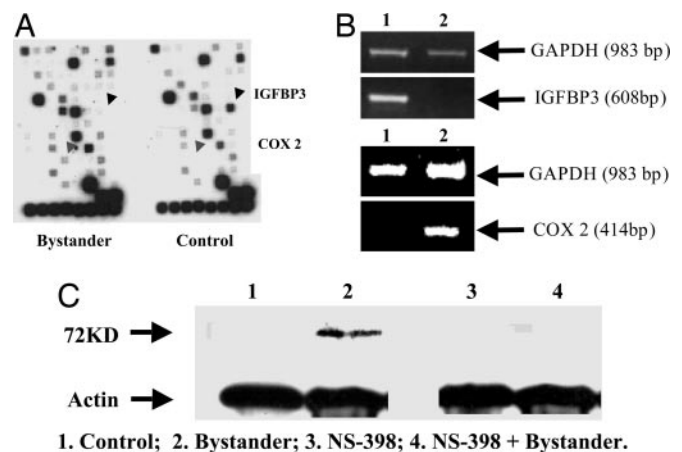 A
IGFBP3
COX 2
Bystander Control
B
1 2
GAPDH (983 bp)
IGFBP3 (608bp)
GAPDH (983 bp)
COX 2 (414bp)
C
1 2 3 4
72KD
Actin
1. Control; 2. Bystander; 3. NS-398; 4. NS-398 + Bystander.